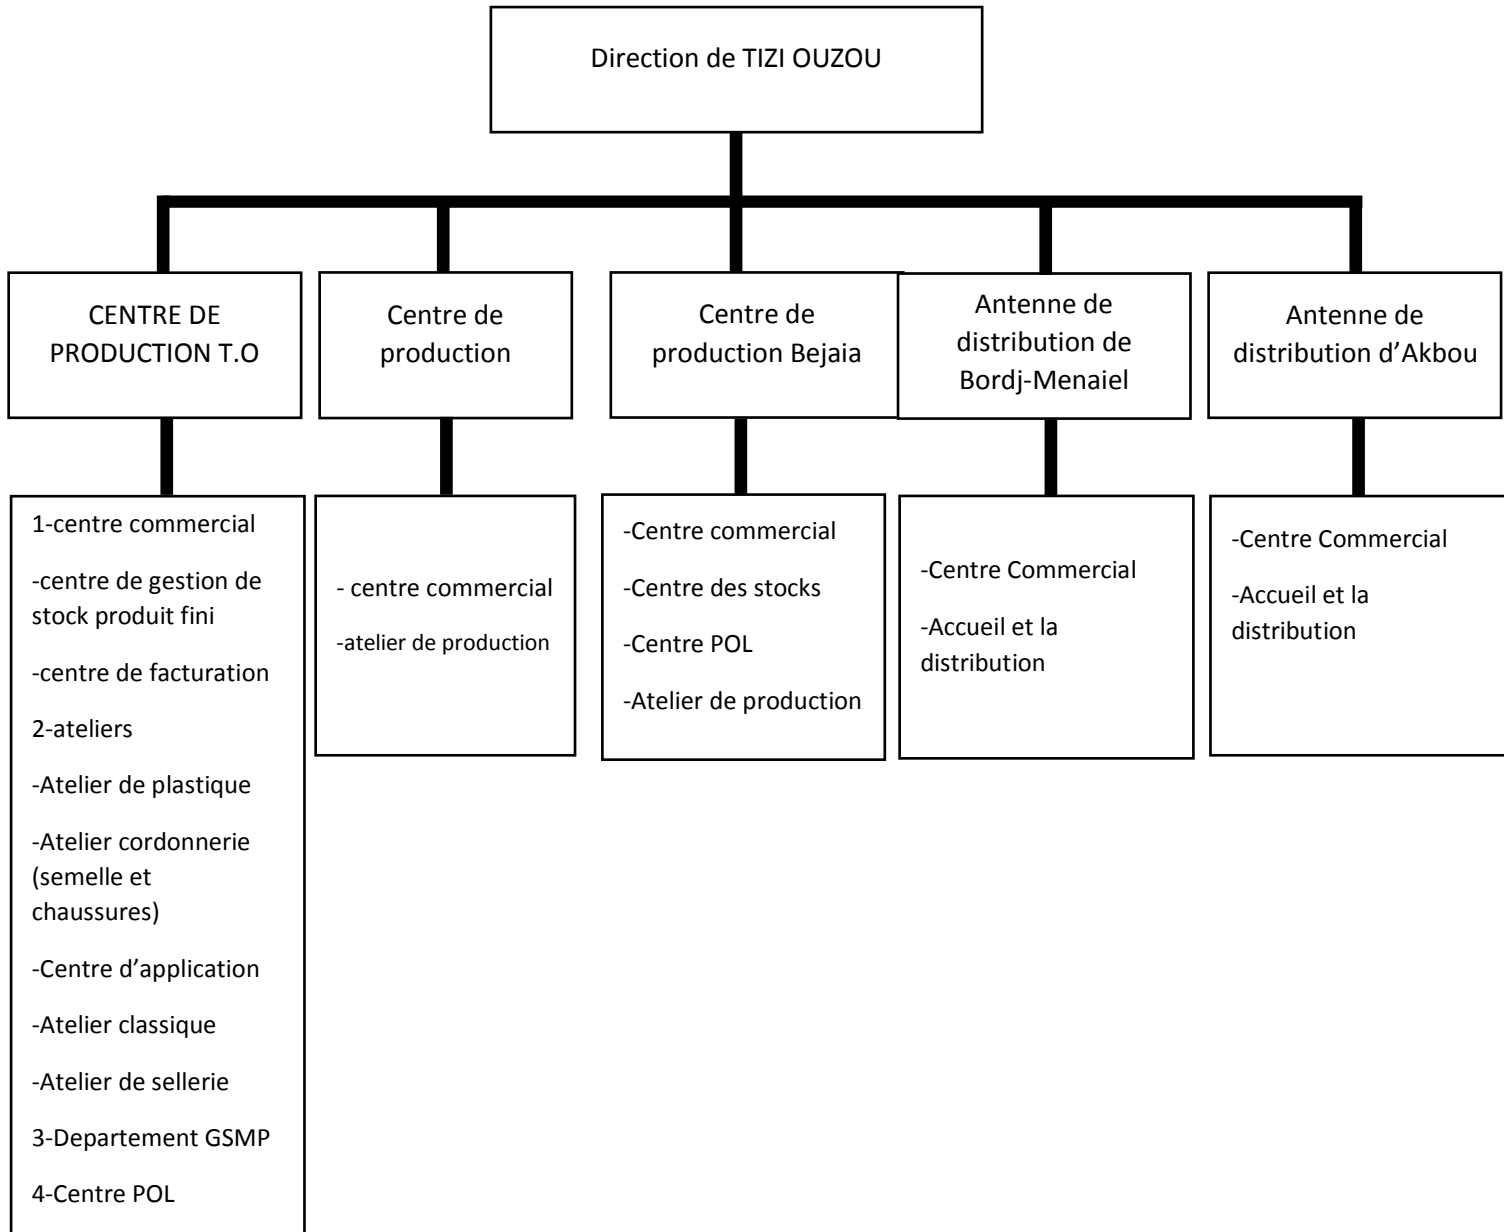 Direction de TIZI OUZOU
CENTRE DE
PRODUCTION T.O
Centre de
production
Centre de
production Bejaia
Antenne de
distribution de
Bordj-Menaiel
Antenne de
distribution d’Akbou
1-centre commercial
-centre de gestion de
stock produit fini
-centre de facturation
2-ateliers
-Atelier de plastique
-Atelier cordonnerie
(semelle et
chaussures)
-Centre d’application
-Atelier classique
-Atelier de sellerie
3-Departement GSMP
4-Centre POL
- centre commercial
-atelier de production
-Centre commercial
-Centre des stocks
-Centre POL
-Atelier de production
-Centre Commercial
-Accueil et la
distribution
-Centre Commercial
-Accueil et la
distribution